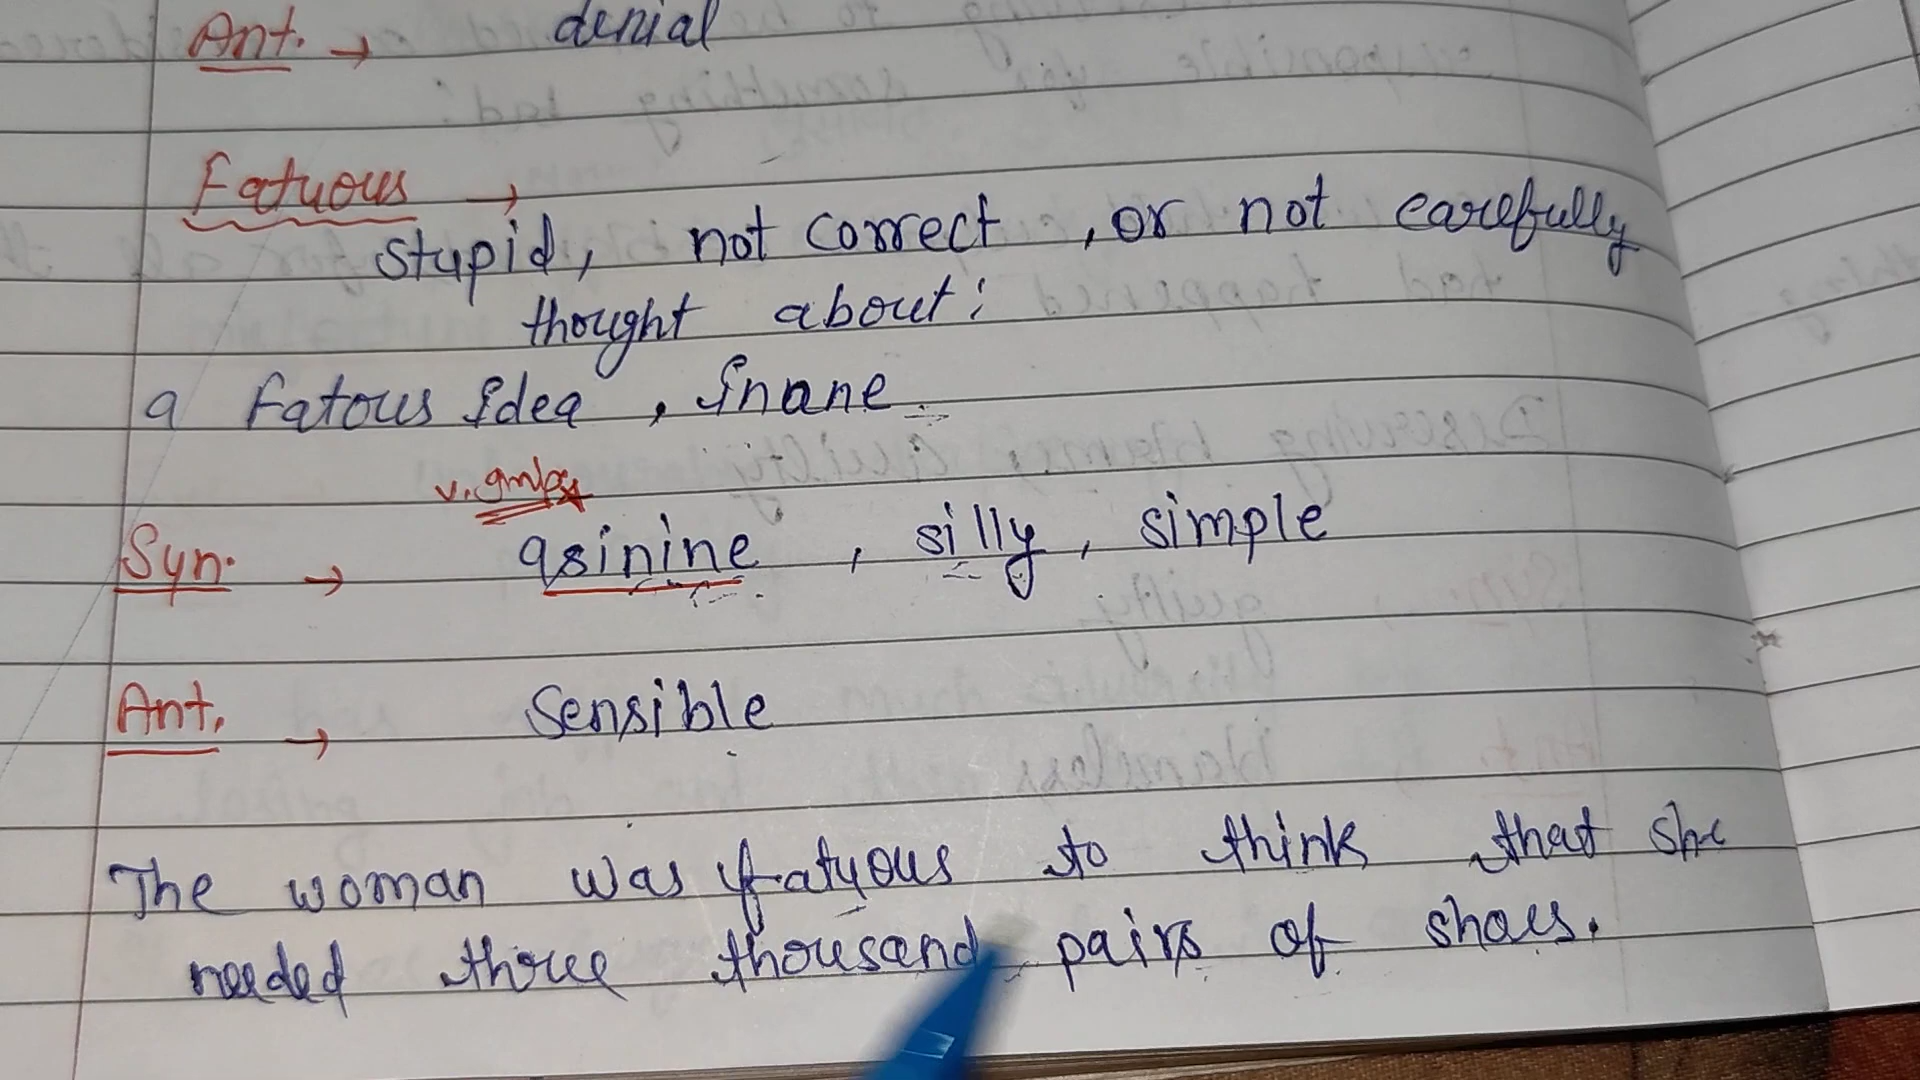 Ant. → denial
Fatuous →
stupid, not correct, or not carefully
thought about:
a Fatous Idea, Inane
v. Imp
Syn. → asinine, silly, simple
Ant. → Sensible
The woman was fatuous to think that she
needed three thousand pairs of shoes.